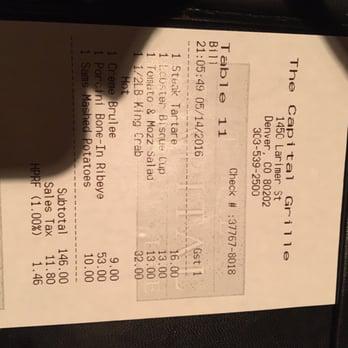 The Capital Grille
1450 Larimer St
Denver CO 80202
303-539-2500
Check # :37767-8018
Table 11
Bill
21:05:49 05/14/2016
Gst 1
1 Steak Tartare 16.00
1 Lobster Bisque Cup 13.00
1 Tomato & Mozz Salad 13.00
1 1/2LB King Crab 32.00
Hot
1 Creme Brulee 9.00
1 Porcini Bone-In Ribeye 53.00
1 Sams Mashed Potatoes 10.00
Subtotal 146.00
Sales Tax 11.80
HPRF (1.00%) 1.46